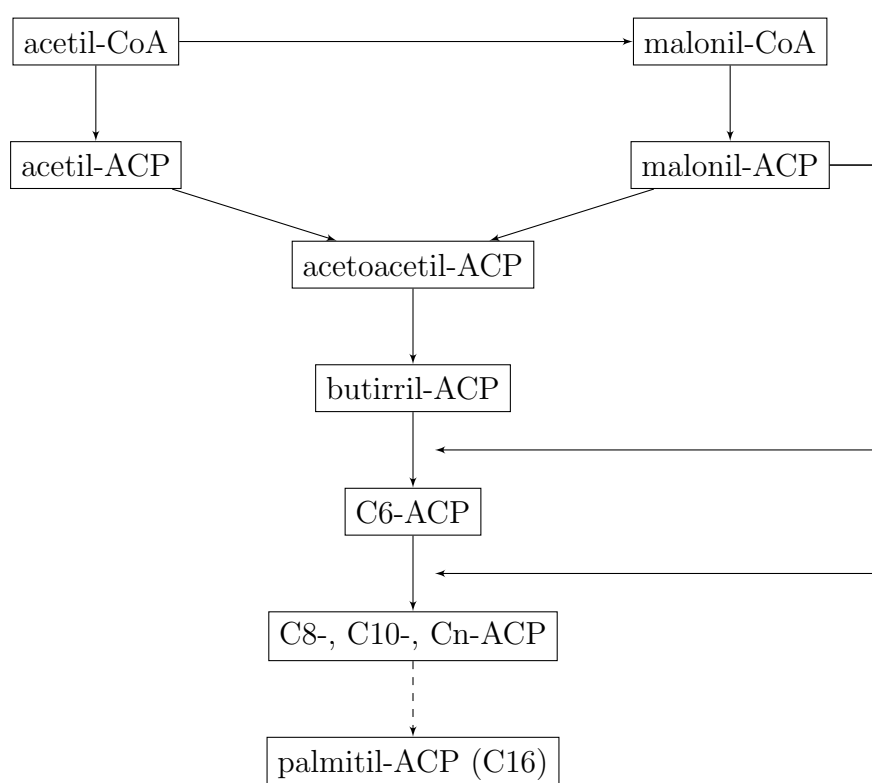 acetil-CoA
malonil-CoA
acetil-ACP
malonil-ACP
acetoacetil-ACP
butirril-ACP
C6-ACP
C8-, C10-, Cn-ACP
palmitil-ACP (C16)